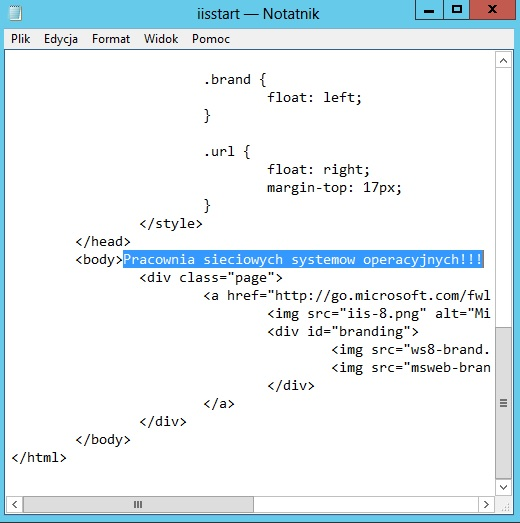 iisstart — Notatnik
Plik Edycja Format Widok Pomoc
.brand {
float: left;
}
.url {
float: right;
margin-top: 17px;
}
</style>
</head>
<body>Pracownia sieciowych systemow operacyjnych!!!
<div class="page">
<a href="http://go.microsoft.com/fwl
<img src="iis-8.png" alt="Mi
<div id="branding">
<img src="ws8-brand.
<img src="msweb-bran
</div>
</a>
</div>
</body>
</html>